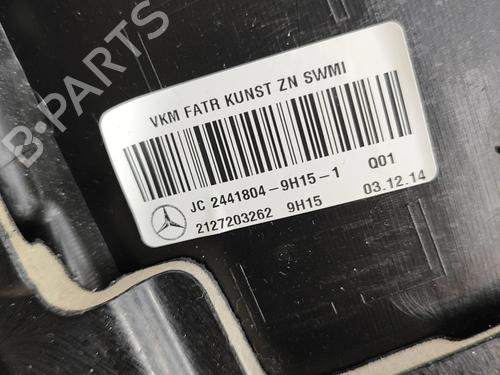 B-PARTS
VKM FATR KUNST ZN SWMI
JC 2441804-9H15-1 Q01
2127203262 9H15 03.12.14